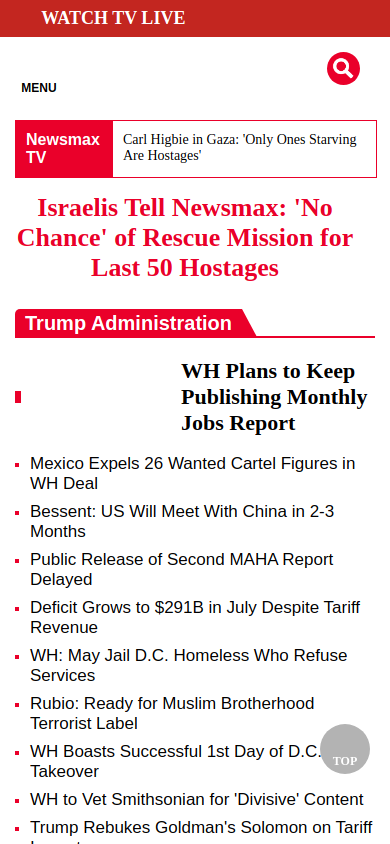 WATCH TV LIVE
MENU
Newsmax
TV
Carl Higbie in Gaza: 'Only Ones Starving
Are Hostages'
Israelis Tell Newsmax: 'No
Chance' of Rescue Mission for
Last 50 Hostages
Trump Administration
WH Plans to Keep
Publishing Monthly
Jobs Report
Mexico Expels 26 Wanted Cartel Figures in
WH Deal
Bessent: US Will Meet With China in 2-3
Months
Public Release of Second MAHA Report
Delayed
Deficit Grows to $291B in July Despite Tariff
Revenue
WH: May Jail D.C. Homeless Who Refuse
Services
Rubio: Ready for Muslim Brotherhood
Terrorist Label
WH Boasts Successful 1st Day of D.C.
Takeover
TOP
WH to Vet Smithsonian for 'Divisive' Content
Trump Rebukes Goldman's Solomon on Tariff